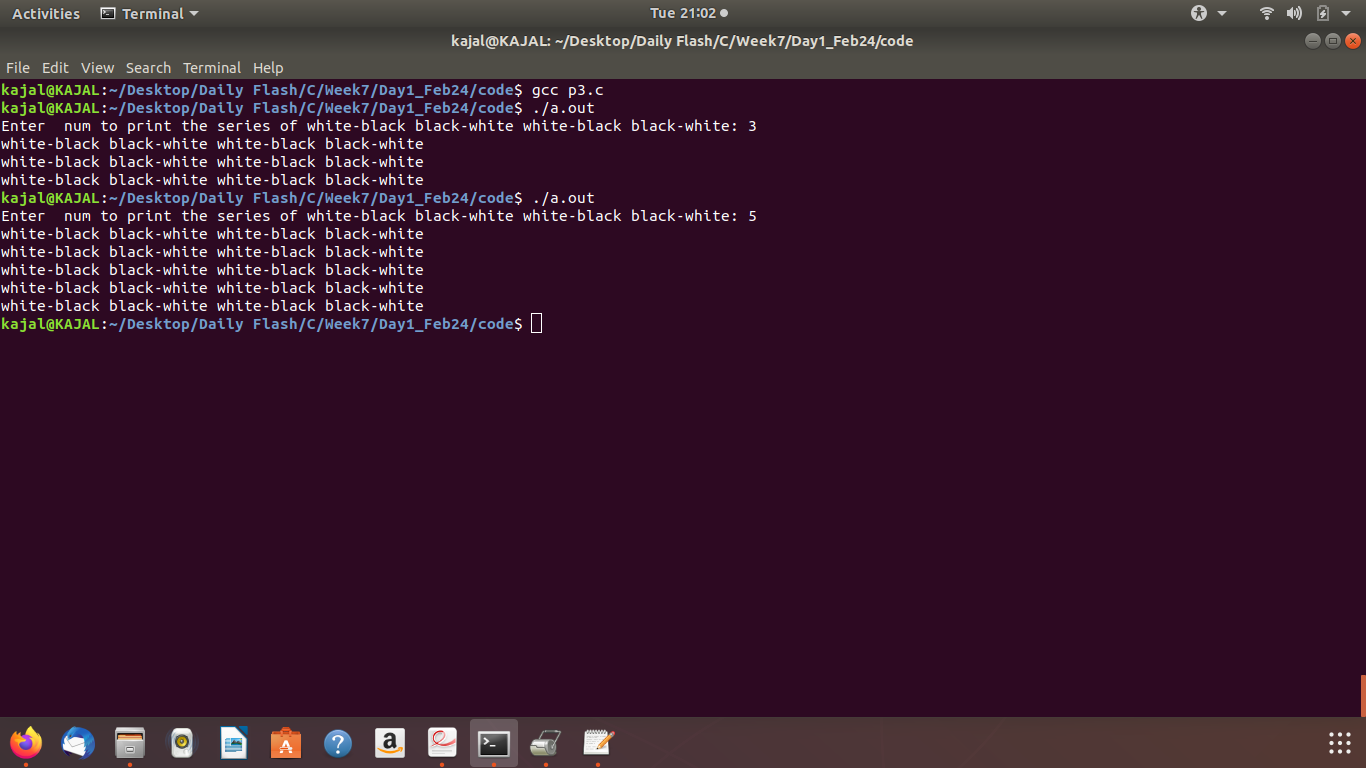 Activities Terminal Tue 21:02
kajal@KAJAL: ~/Desktop/Daily Flash/C/Week7/Day1_Feb24/code
File Edit View Search Terminal Help
kajal@KAJAL:~/Desktop/Daily Flash/C/Week7/Day1_Feb24/code$ gcc p3.c
kajal@KAJAL:~/Desktop/Daily Flash/C/Week7/Day1_Feb24/code$ ./a.out
Enter  num to print the series of white-black black-white white-black black-white: 3
white-black black-white white-black black-white
white-black black-white white-black black-white
white-black black-white white-black black-white
kajal@KAJAL:~/Desktop/Daily Flash/C/Week7/Day1_Feb24/code$ ./a.out
Enter  num to print the series of white-black black-white white-black black-white: 5
white-black black-white white-black black-white
white-black black-white white-black black-white
white-black black-white white-black black-white
white-black black-white white-black black-white
white-black black-white white-black black-white
kajal@KAJAL:~/Desktop/Daily Flash/C/Week7/Day1_Feb24/code$